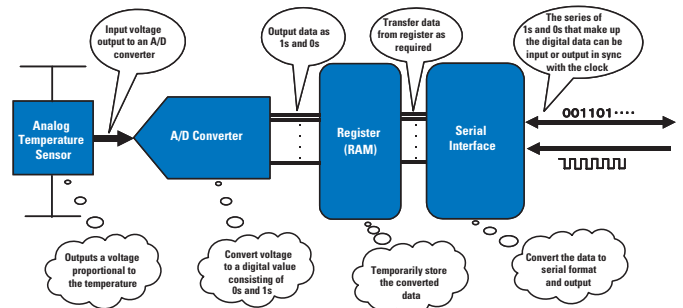 Input voltage
output to an A/D
converter
Output data as
1s and 0s
Transfer data
from register as
required
The series of
1s and 0s that make up
the digital data can be
input or output in sync
with the clock
Analog
Temperature
Sensor
A/D Converter
Register
(RAM)
Serial
Interface
001101····
Outputs a voltage
proportional to
the temperature
Convert voltage
to a digital value
consisting of
0s and 1s
Temporarily store
the converted
data
Convert the data to
serial format
and output